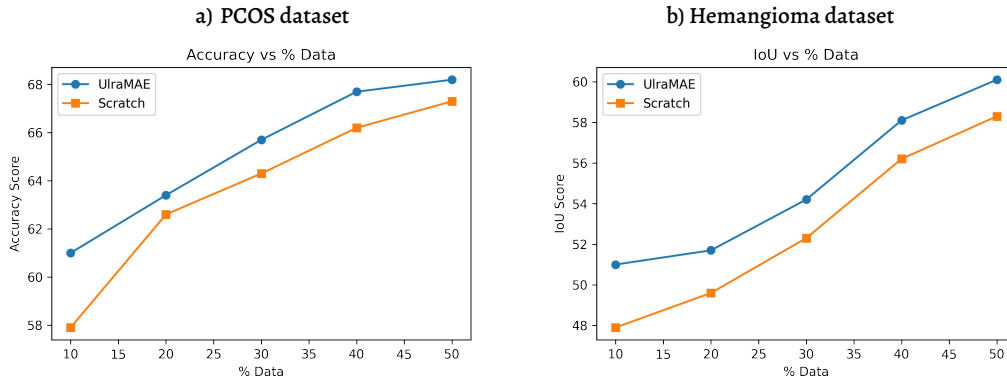 a) PCOS dataset
Accuracy vs % Data
UlraMAE
Scratch
Accuracy Score
68
66
64
62
60
58
10 15 20 25 30 35 40 45 50
% Data
b) Hemangioma dataset
IoU vs % Data
UlraMAE
Scratch
IoU Score
60
58
56
54
52
50
48
10 15 20 25 30 35 40 45 50
% Data